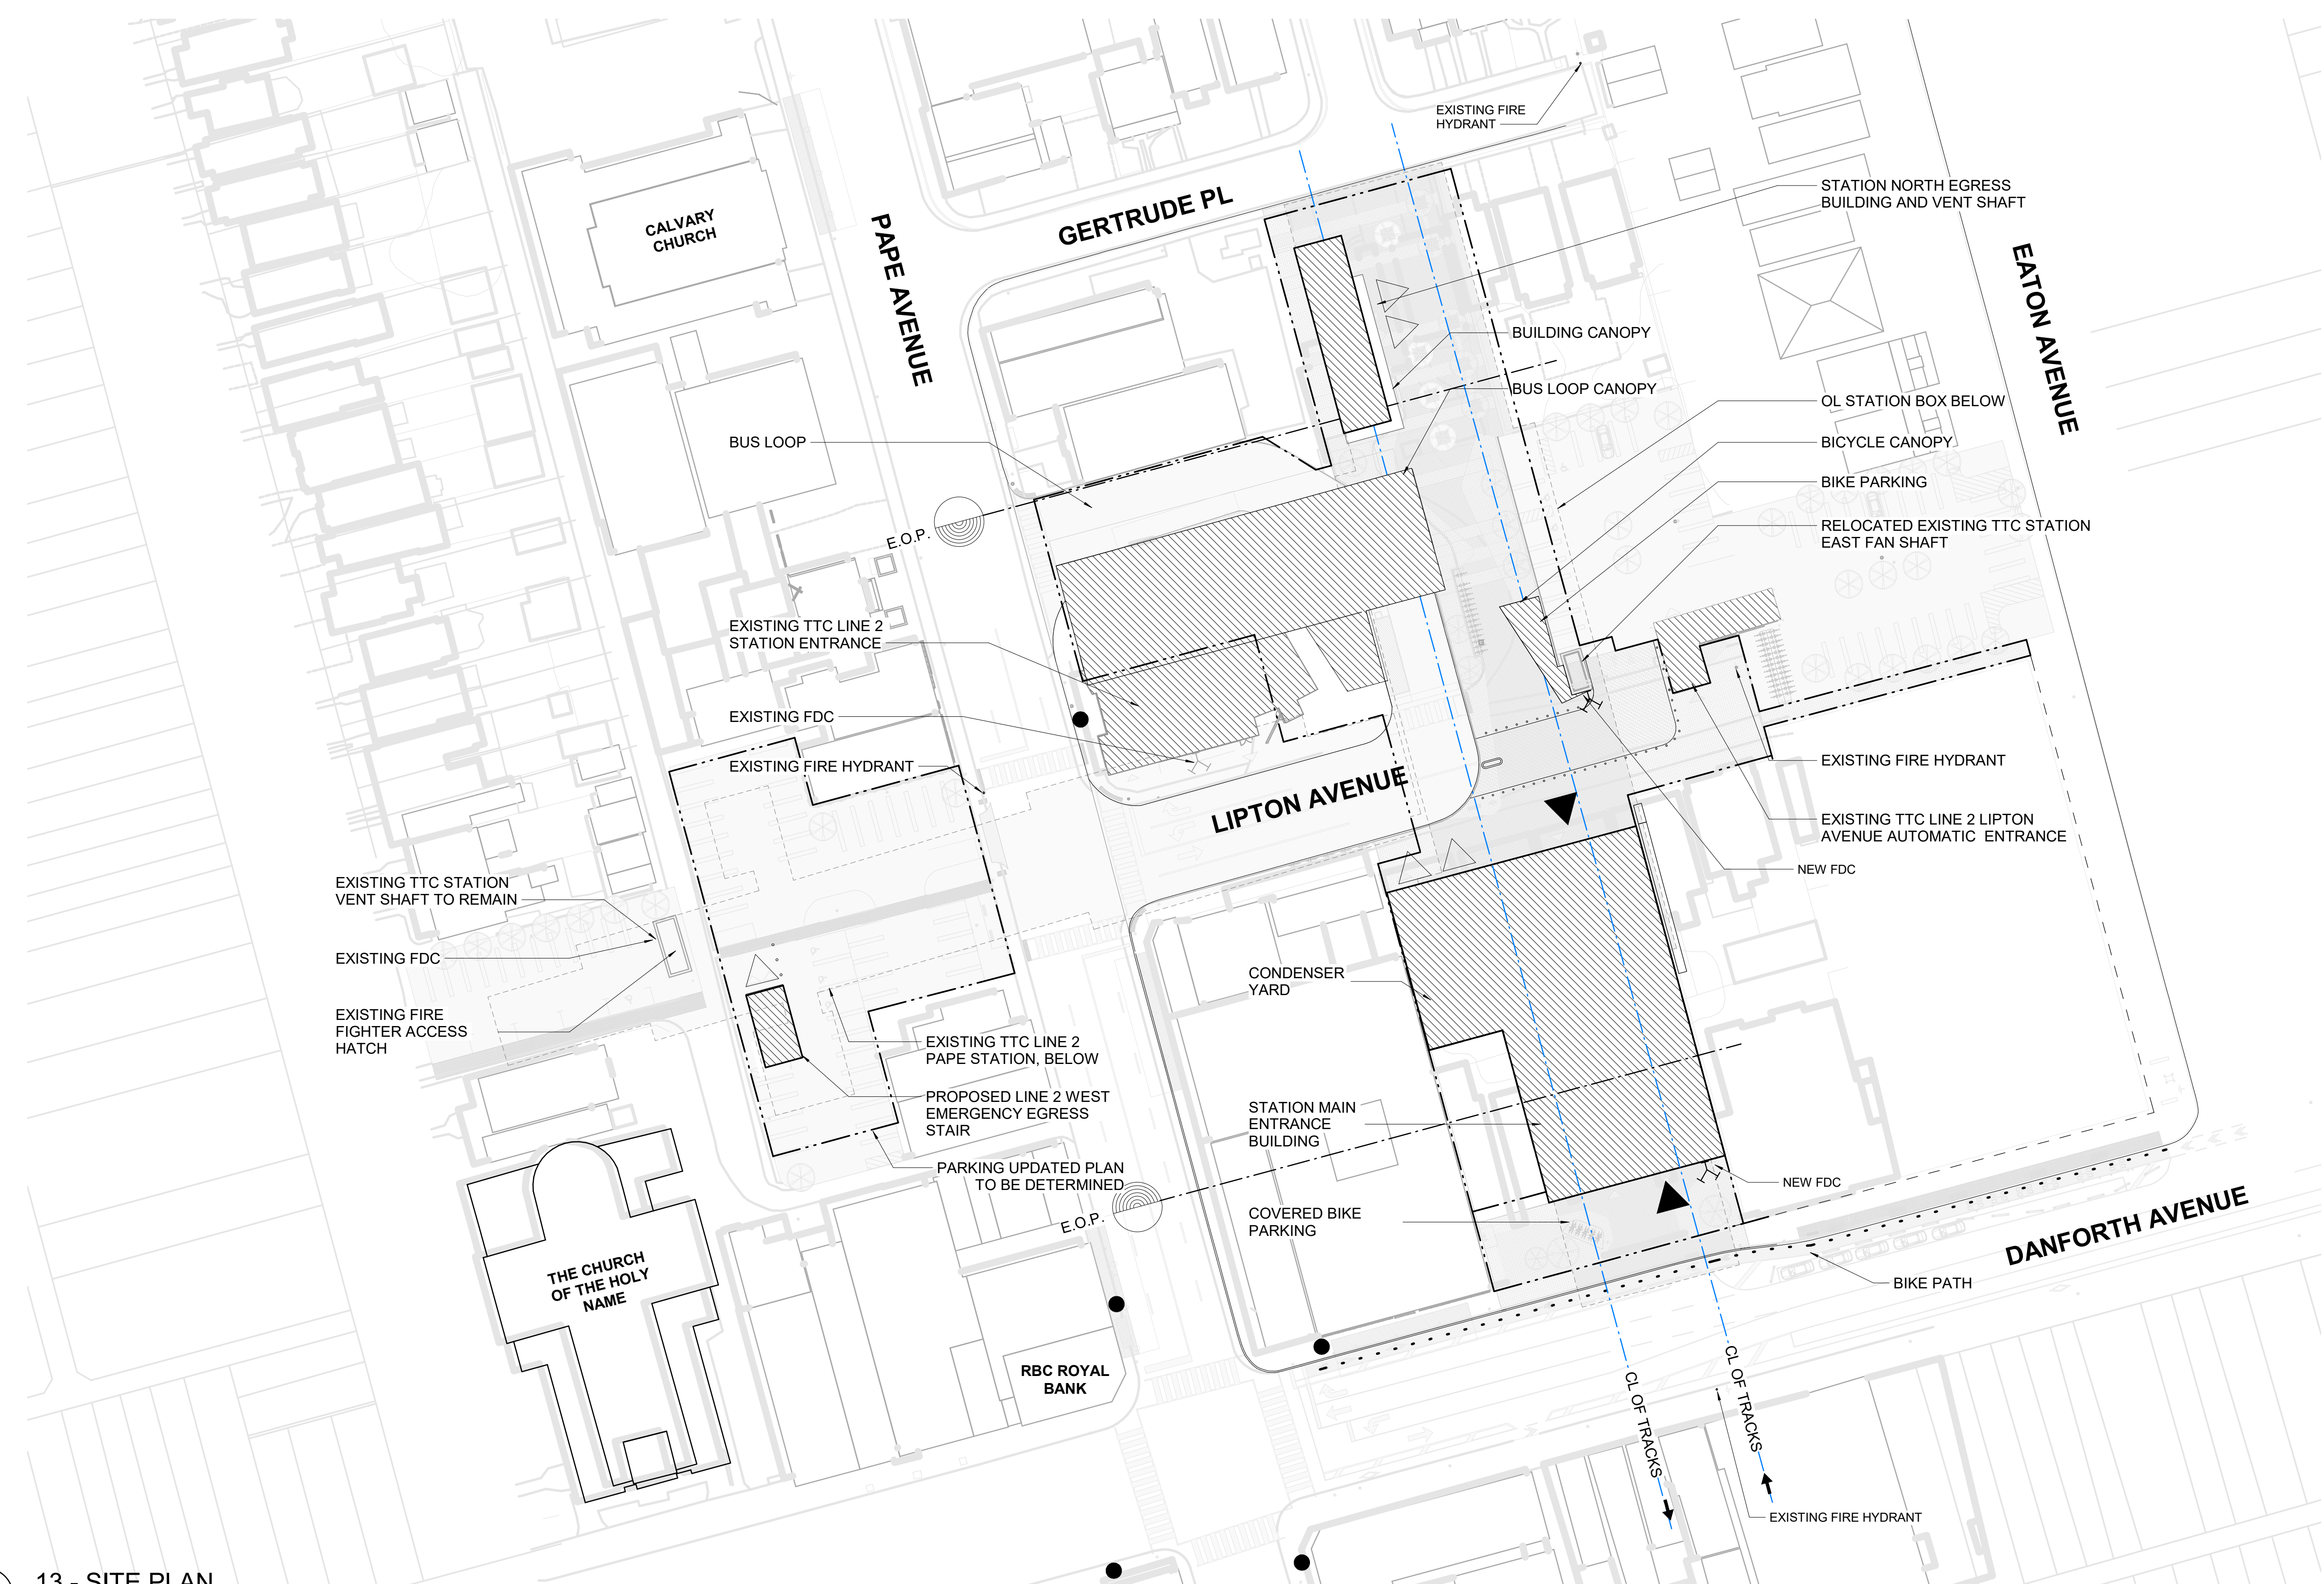 EXISTING FIRE
HYDRANT
STATION NORTH EGRESS
BUILDING AND VENT SHAFT
CALVARY
CHURCH
PAPE AVENUE
GERTRUDE PL
EATON AVENUE
BUILDING CANOPY
BUS LOOP CANOPY
OL STATION BOX BELOW
BUS LOOP
BICYCLE CANOPY
BIKE PARKING
E.O.P.
RELOCATED EXISTING TTC STATION
EAST FAN SHAFT
EXISTING TTC LINE 2
STATION ENTRANCE
EXISTING FDC
EXISTING FIRE HYDRANT
LIPTON AVENUE
EXISTING FIRE HYDRANT
EXISTING TTC LINE 2 LIPTON
AVENUE AUTOMATIC ENTRANCE
NEW FDC
EXISTING TTC STATION
VENT SHAFT TO REMAIN
EXISTING FDC
EXISTING FIRE
FIGHTER ACCESS
HATCH
CONDENSER
YARD
EXISTING TTC LINE 2
PAPE STATION, BELOW
PROPOSED LINE 2 WEST
EMERGENCY EGRESS
STAIR
STATION MAIN
ENTRANCE
BUILDING
PARKING UPDATED PLAN
TO BE DETERMINED
E.O.P.
NEW FDC
COVERED BIKE
PARKING
DANFORTH AVENUE
BIKE PATH
THE CHURCH
OF THE HOLY
NAME
RBC ROYAL
BANK
CL OF TRACKS
CL OF TRACKS
EXISTING FIRE HYDRANT
13 - SITE PLAN